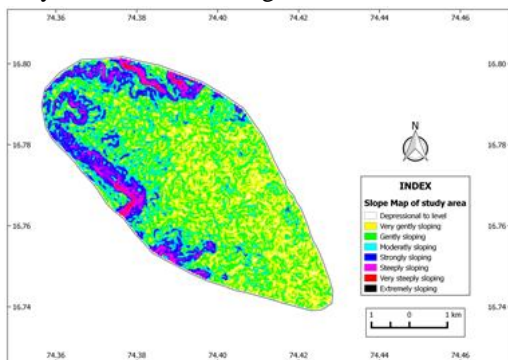 74.36 74.38 74.40 74.42 74.44 74.46
16.80 16.80
16.78 16.78
16.76 16.76
16.74 16.74
N
INDEX
Slope Map of study area
Depressional to level
Very gently sloping
Gently sloping
Moderatly sloping
Strongly sloping
Steeply sloping
Very steeply sloping
Extremely sloping
1 0 1 km
74.36 74.38 74.40 74.42 74.44 74.46